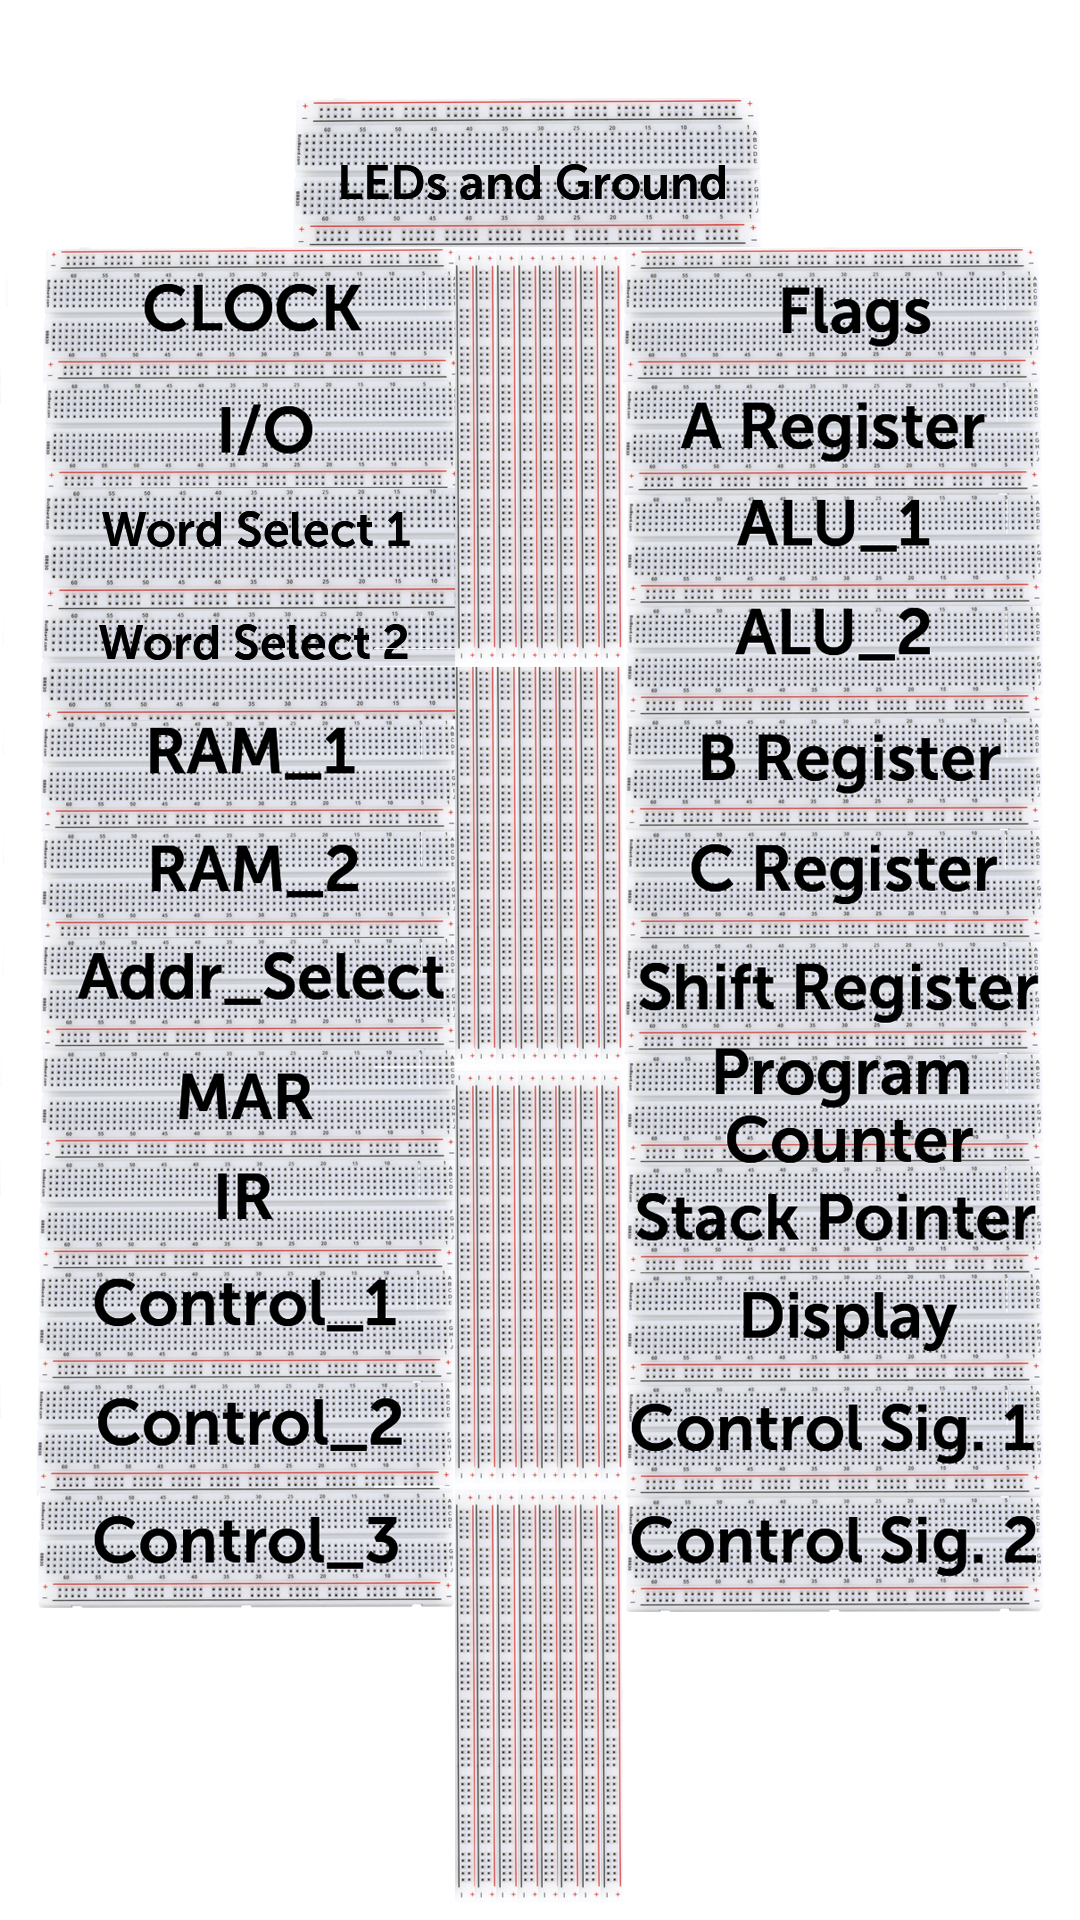 LEDs and Ground
CLOCK
I/O
Word Select 1
Word Select 2
RAM_1
RAM_2
Addr_Select
MAR
IR
Control_1
Control_2
Control_3
Flags
A Register
ALU_1
ALU_2
B Register
C Register
Shift Register
Program
Counter
Stack Pointer
Display
Control Sig. 1
Control Sig. 2